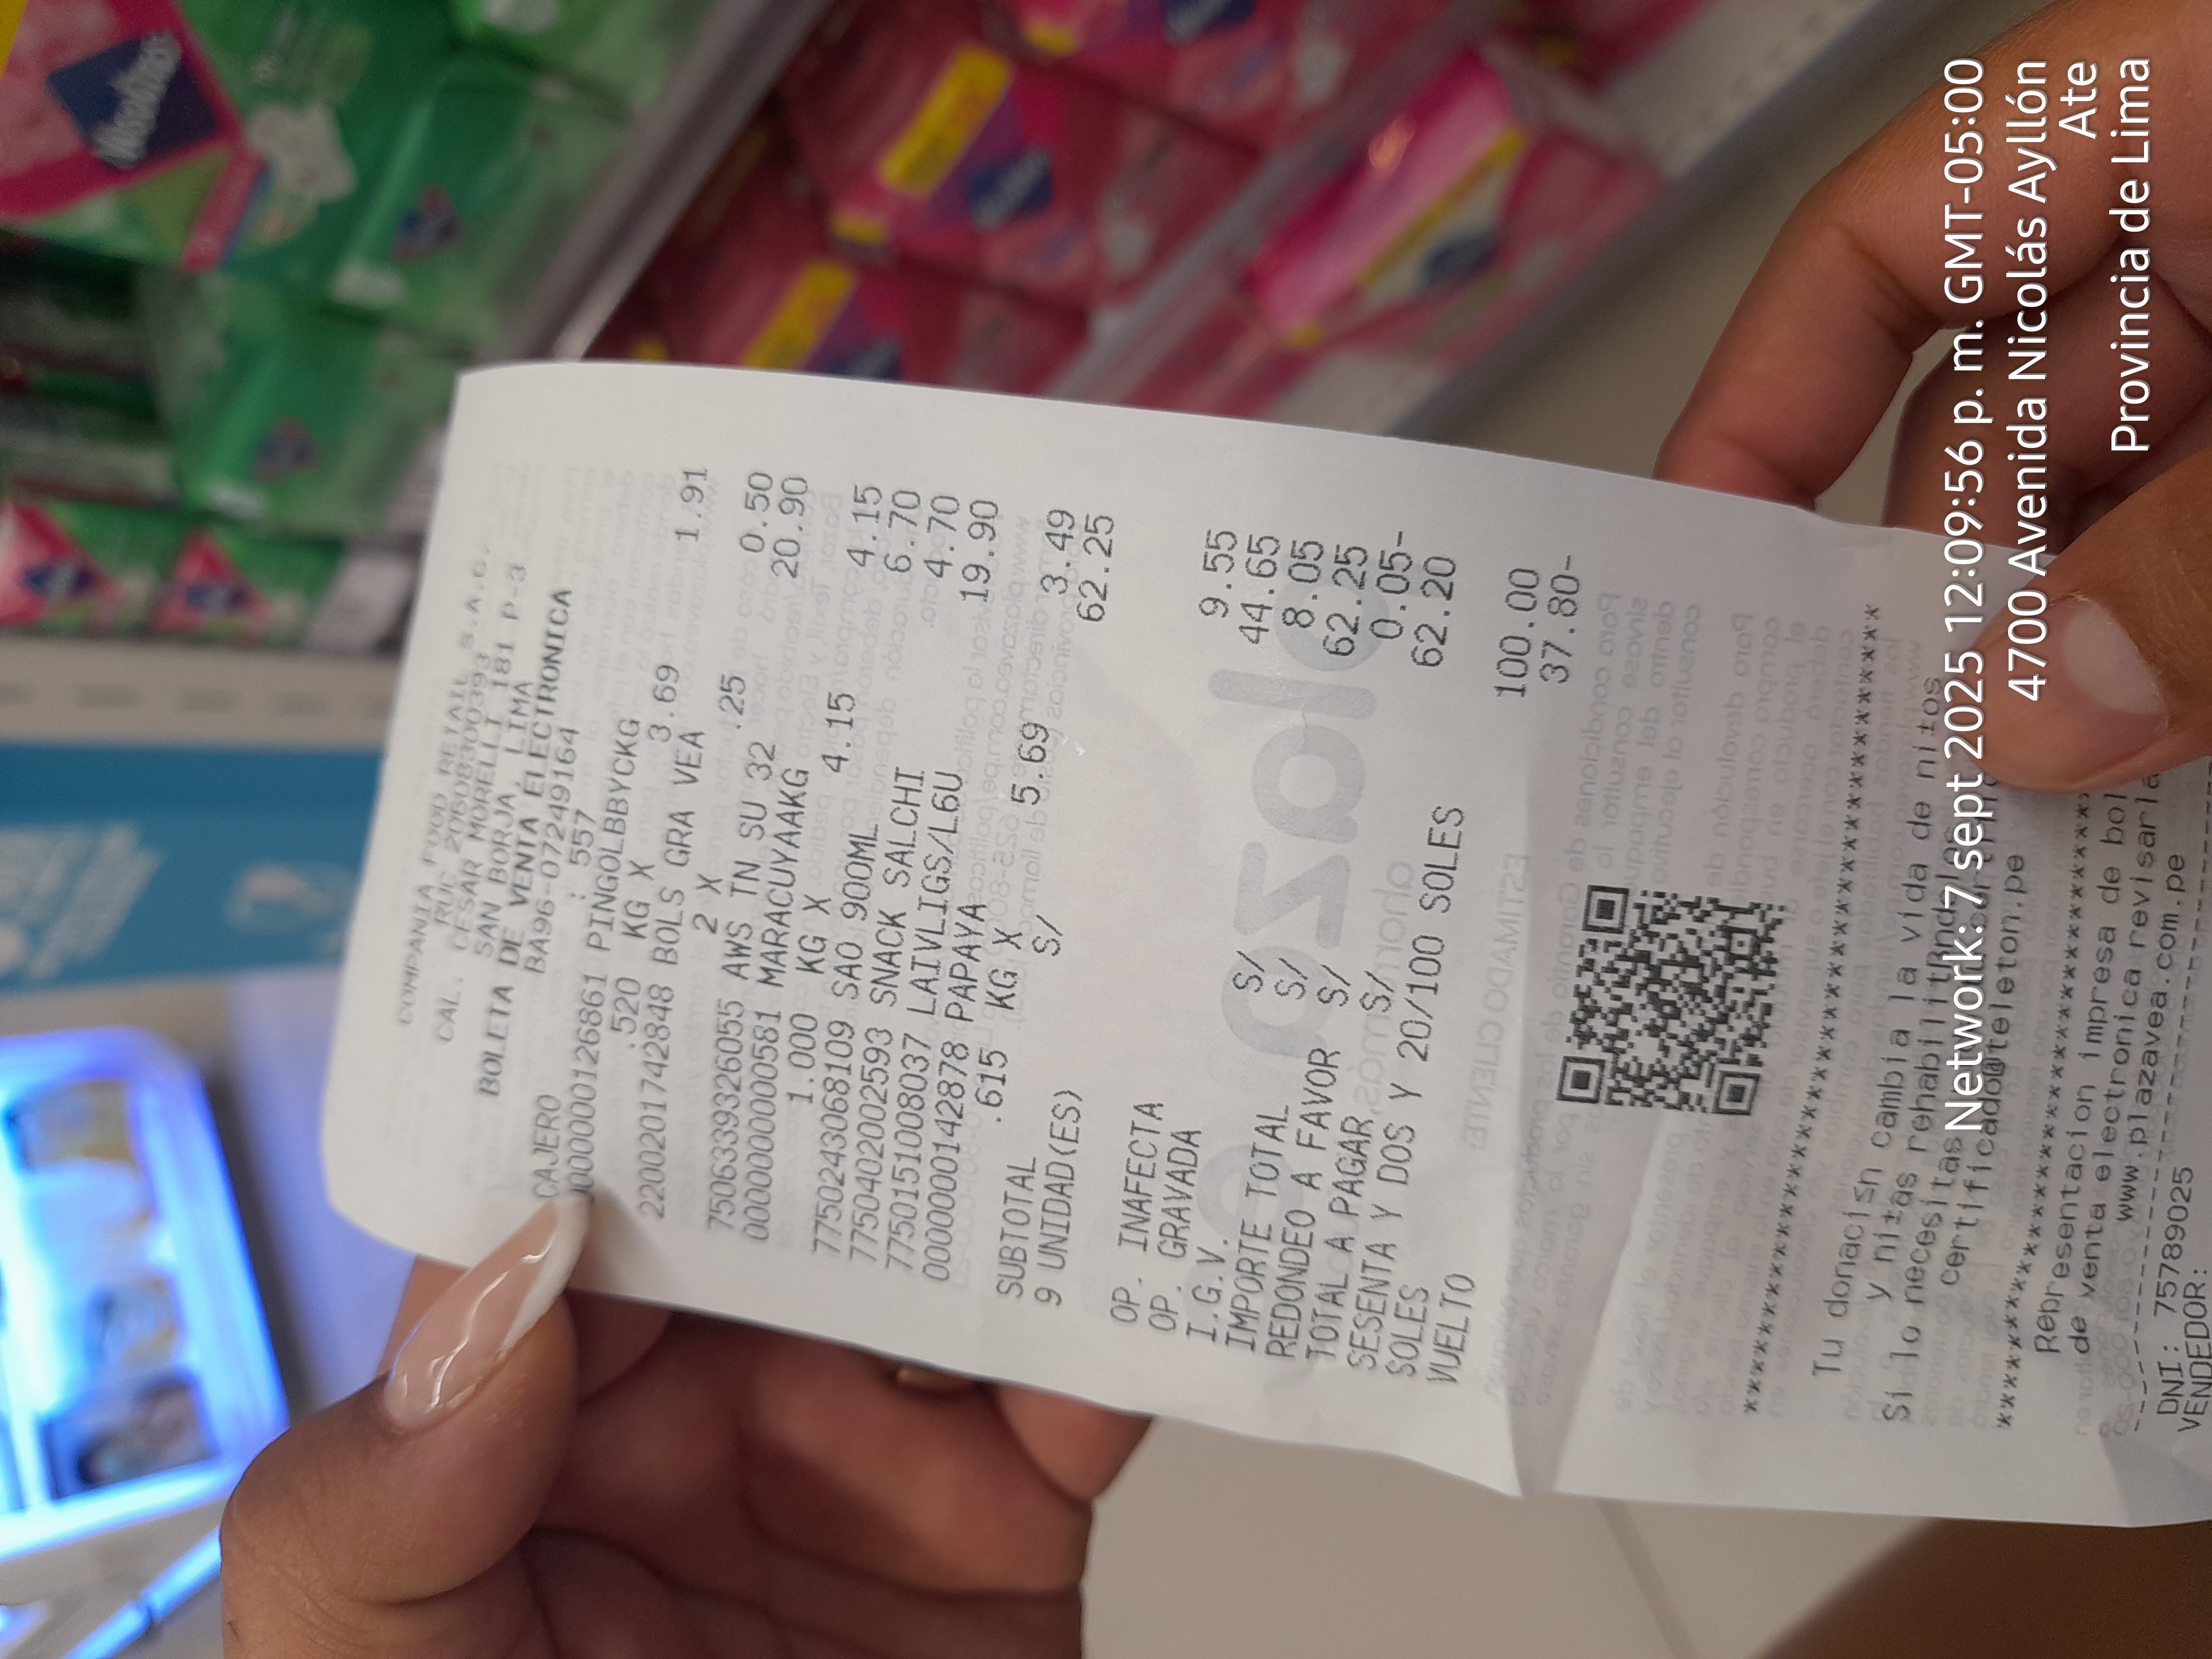 COMPANIA FOOD RETAIL S.A.C.
RUC 20608300393
CAL. CESAR MORELLI 181 P-3
SAN BORJA, LIMA
BOLETA DE VENTA ELECTRONICA
BA96-07249164
CAJERO : 557
0000000126861 PINGOLBBYCKG
.520 KG X 3.69 1.91
2200201742848 BOLS GRA VEA
2 X .25 0.50
7506339326055 AWS TN SU 32 20.90
0000000000581 MARACUYAAKG
1.000 KG X 4.15 4.15
7750243068109 SAO 900ML 6.70
7750402002593 SNACK SALCHI 4.70
7750151008037 LAIVLIGS/L6U 19.90
0000000142878 PAPAYA
.615 KG X 5.69 3.49
SUBTOTAL S/ 62.25
9 UNIDAD(ES)
OP. INAFECTA 9.55
OP. GRAVADA 44.65
I.G.V. S/ 8.05
IMPORTE TOTAL S/ 62.25
REDONDEO A FAVOR S/ 0.05-
TOTAL A PAGAR S/ 62.20
SESENTA Y DOS Y 20/100 SOLES
SOLES 100.00
VUELTO 37.80-
****************************************
Tu donaci≤n cambia la vida de ni±os
y ni±as rehabilitßndolos
Si lo necesitas
certificado@teleton.pe
****************************************
Representacion impresa de bol
de venta electronica revisarla
www.plazavea.com.pe
DNI: 75789025
VENDEDOR:
Nosotras
Network: 7 sept 2025 12:09:56 p. m. GMT-05:00
4700 Avenida Nicolás Ayllón
Ate
Provincia de Lima